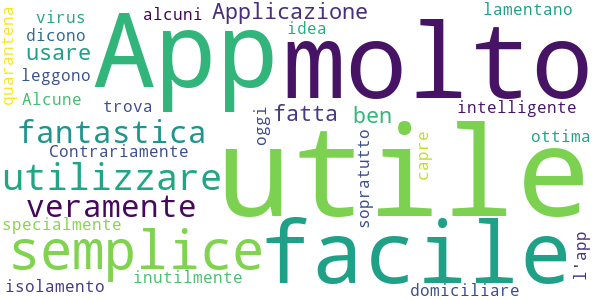 quarantena
virus
dicono
usare
leggono
Alcune
App
alcuni
Applicazione
idea
lamentano
molto
trova
fatta
oggi
ben
intelligente
fantastica
Contrariamente
utilizzare
veramente
utile
sopratutto
capre
ottima
specialmente
semplice
facile
l'app
inutilmente
isolamento
domiciliare